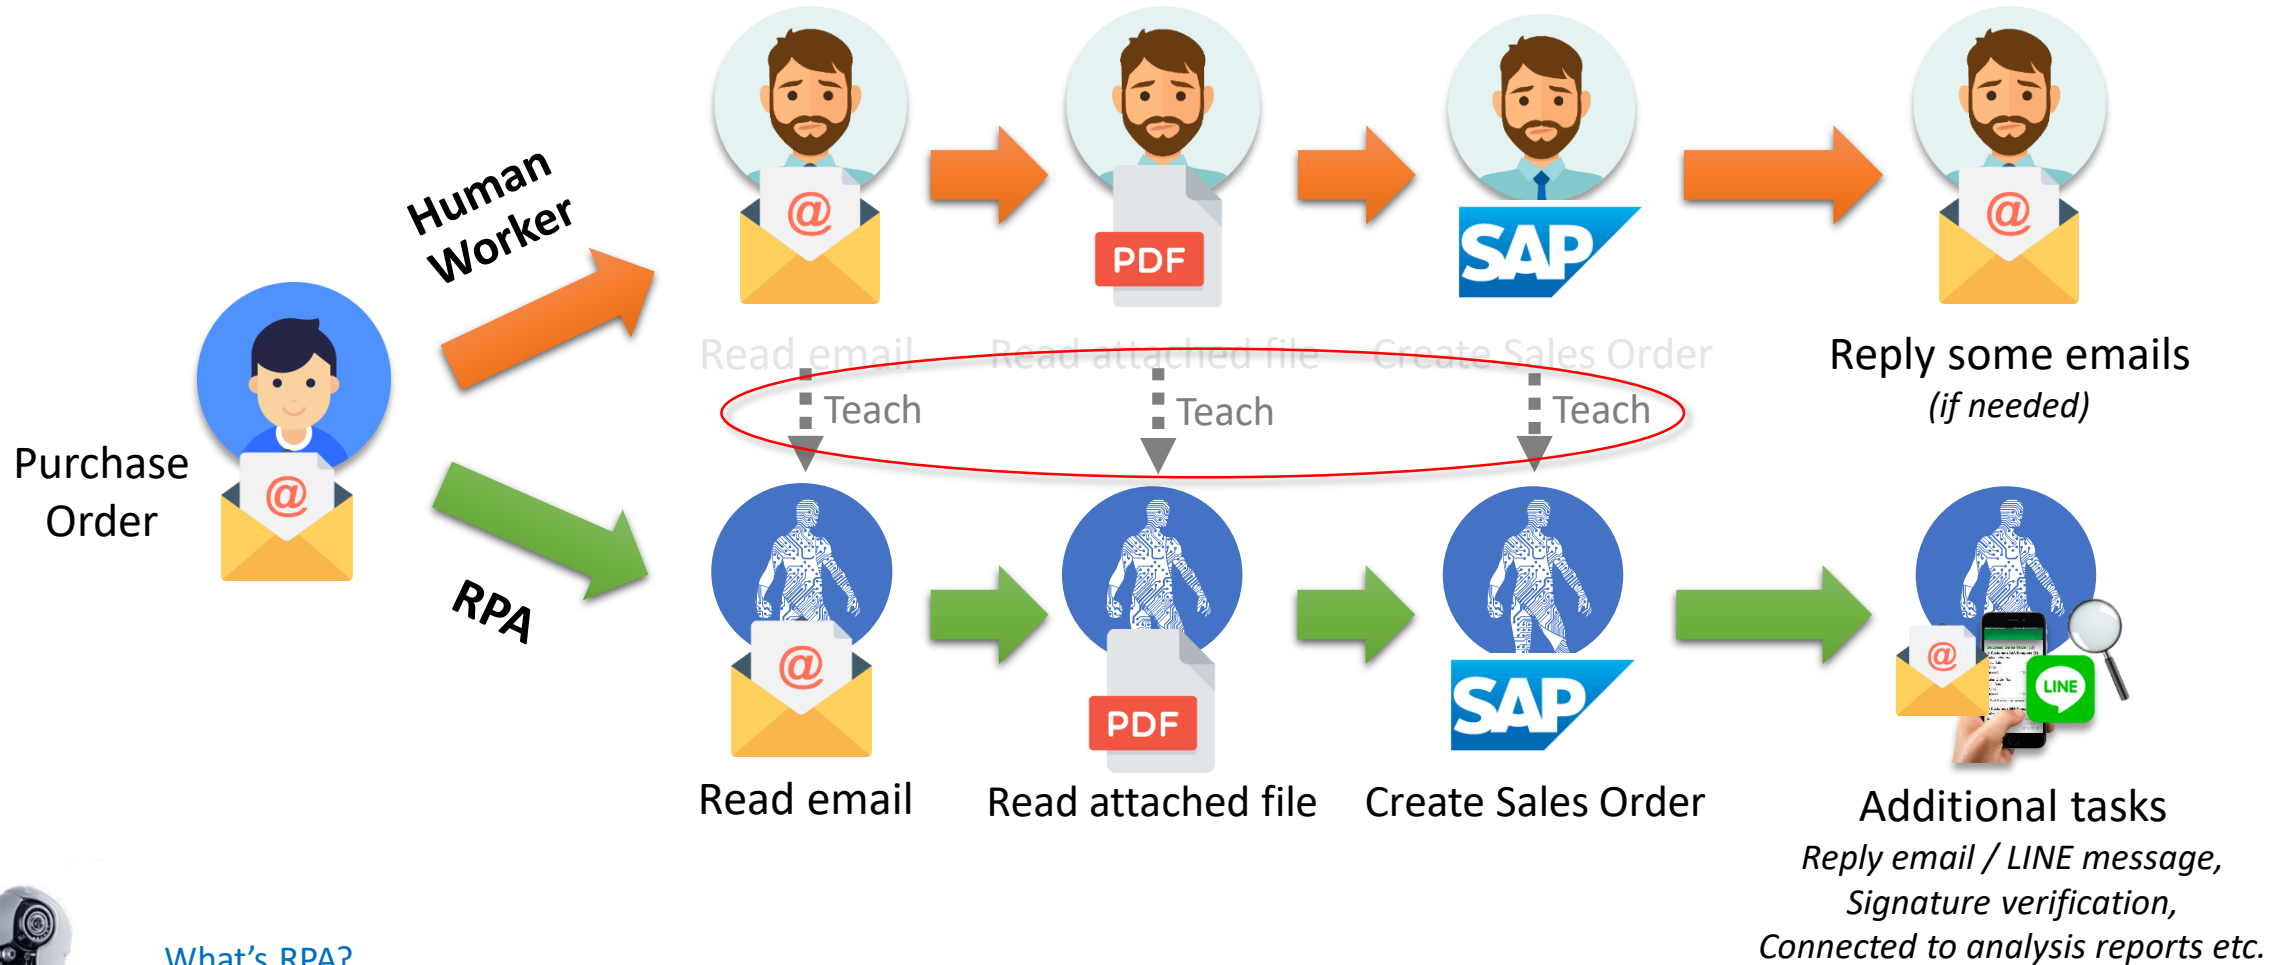 Human
Worker
@
PDF
SAP
@
Read email
Read attached file
Create Sales Order
Reply some emails
(if needed)
Teach
Teach
Teach
Purchase
Order
@
RPA
@
PDF
SAP
@
LINE
Read email
Read attached file
Create Sales Order
Additional tasks
Reply email / LINE message,
Signature verification,
Connected to analysis reports etc.
What's RPA?